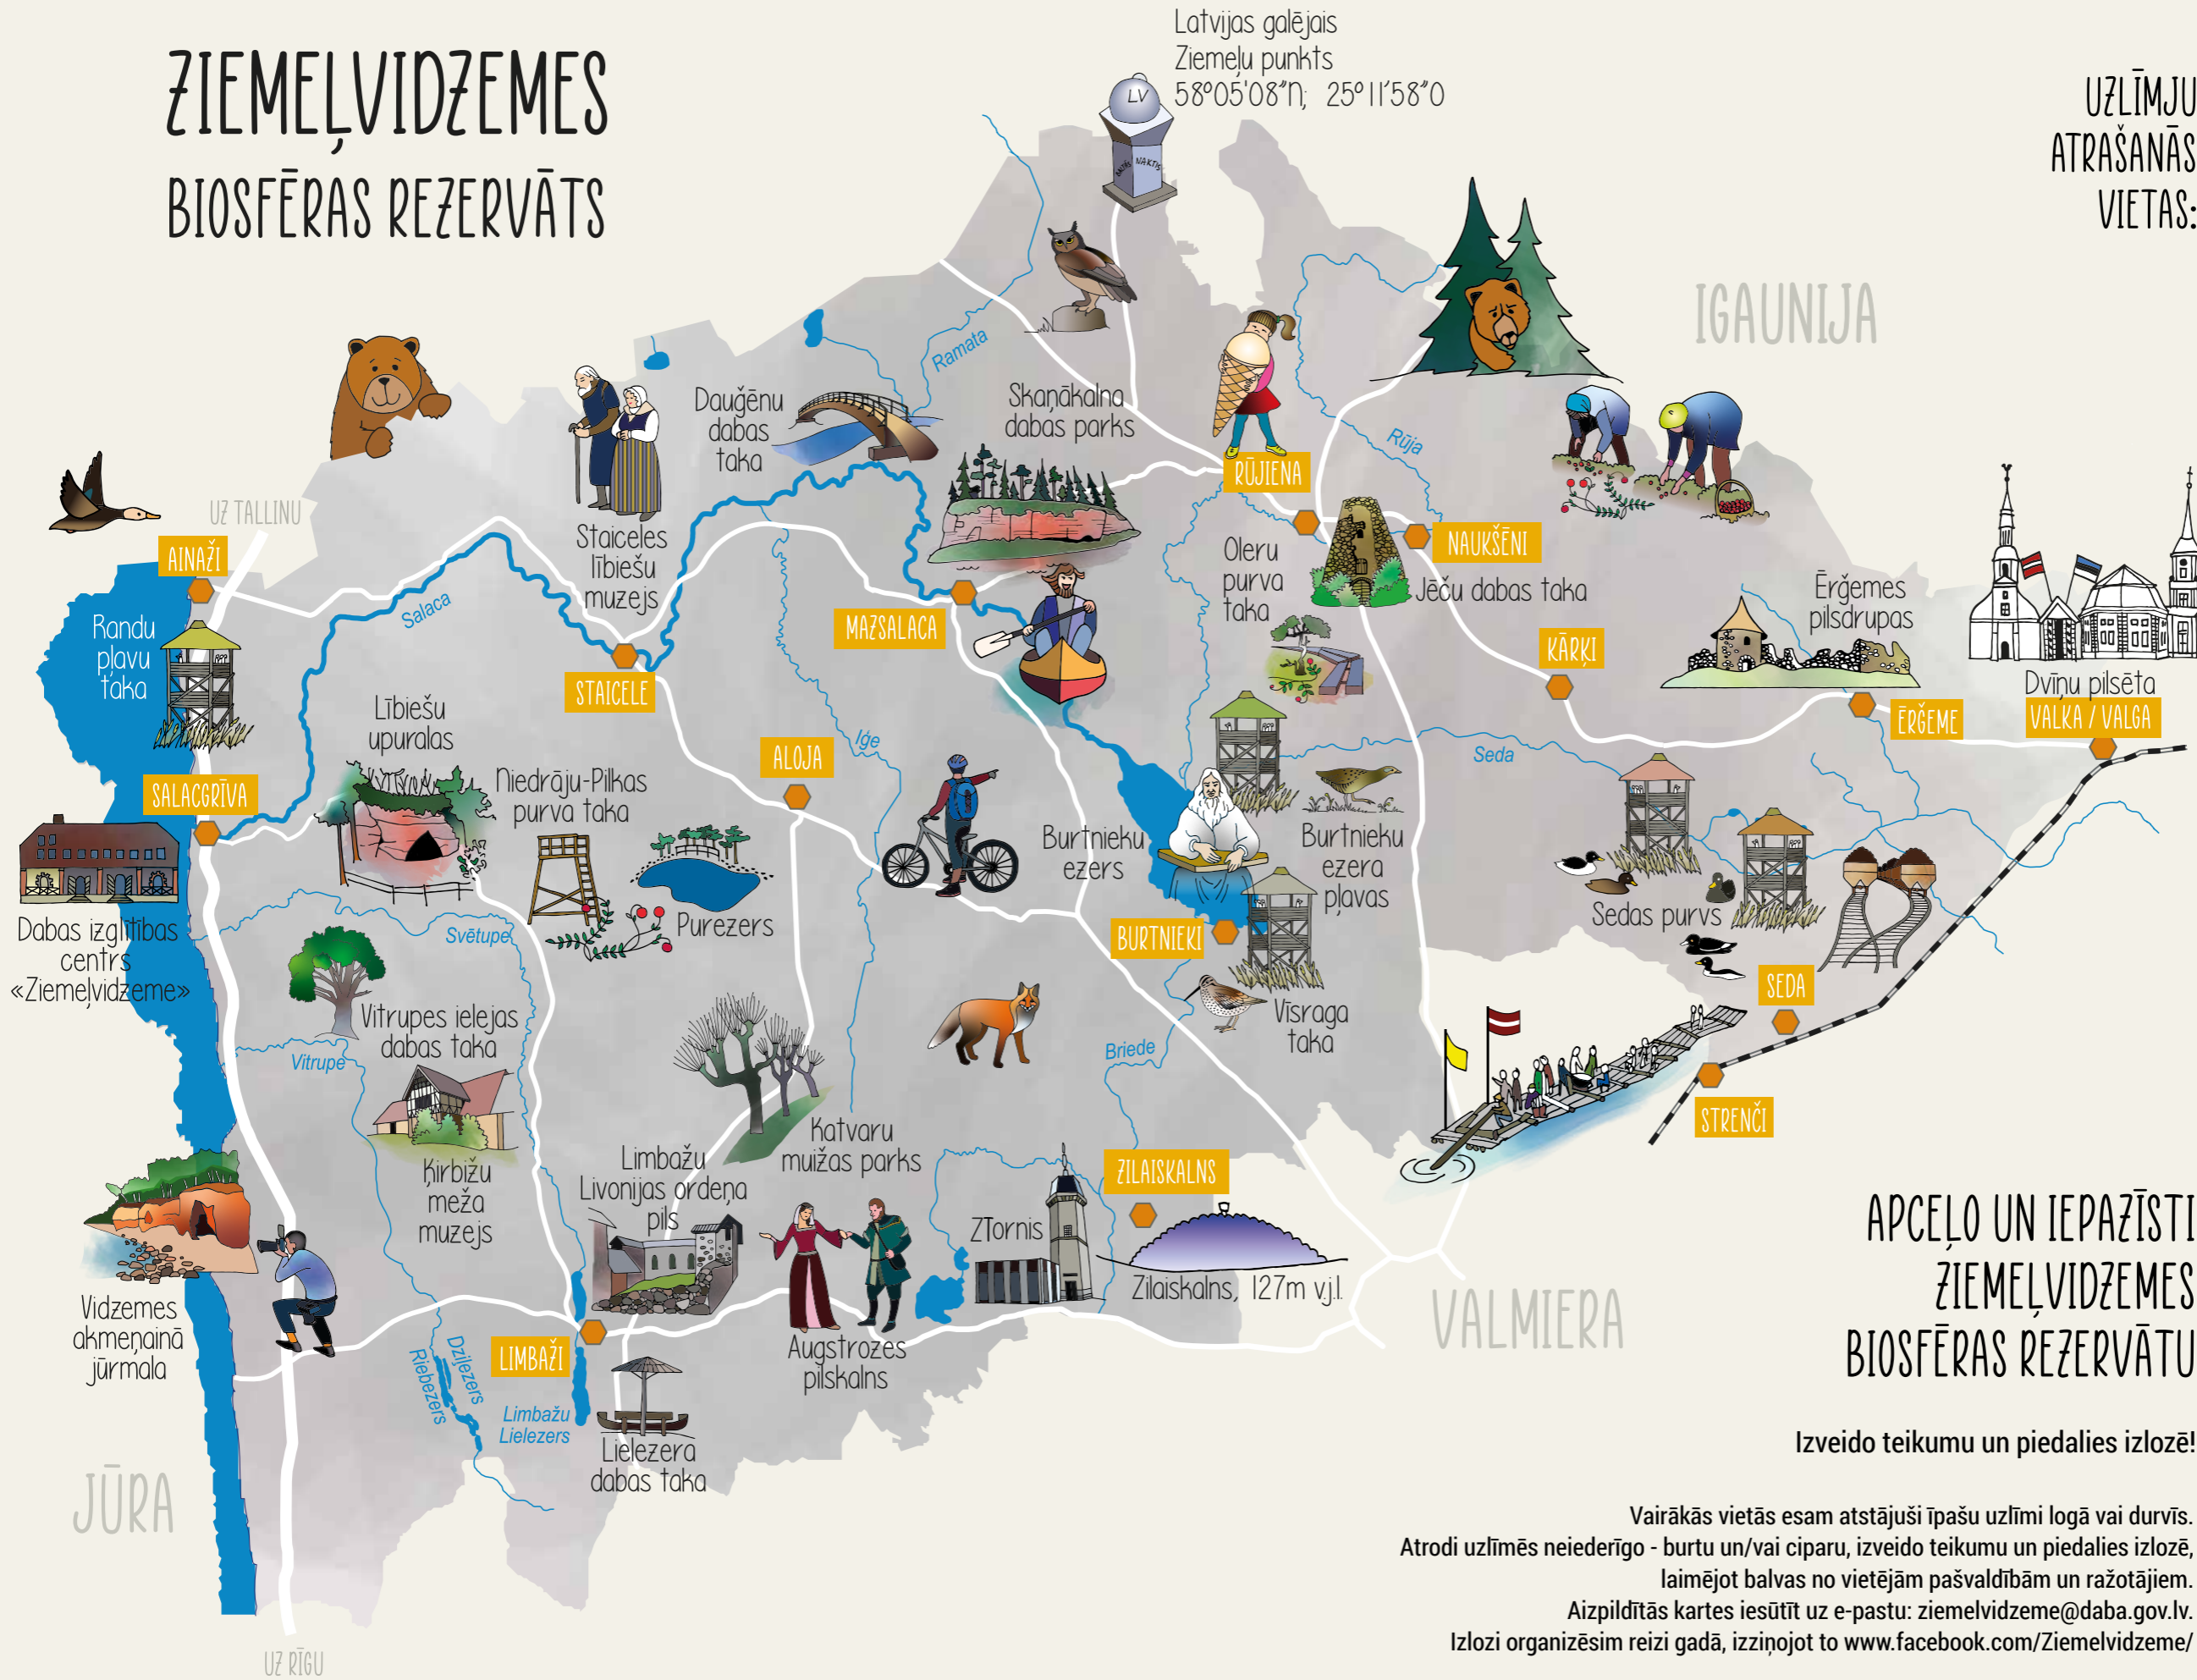 Latvijas galējais
Ziemeļu punkts
58°05'08"N; 25°11'58"O
ZIEMEĻVIDZEMES
BIOSFĒRAS REZERVĀTS
UZLĪMJU
ATRAŠANĀS
VIETAS:
LV
NAKTIS
IGAUNIJA
Ramata
Dauģēnu
dabas
taka
Skaņākalna
dabas parks
Rūja
RŪJIENA
UZ TALLINU
AINAŽI
Staiceles
lībiešu
muzejs
NAUKŠĒNI
Oleru
purva
taka
Jēču dabas taka
Ērģemes
pilsdrupas
Salaca
Randu
pļavu
taka
MAZSALACA
KĀRĶI
STAICELE
Dvīņu pilsēta
VALKA / VALGA
ĒRĢEME
Lībiešu
upuralas
Iģe
Seda
ALOJA
SALACGRĪVA
Niedrāju-Pilkas
purva taka
Burtnieku
ezers
Burtnieku
ezera
pļavas
Purezers
Sedas purvs
Dabas izglītības
centrs
«Ziemeļvidzeme»
Svētupe
BURTNIEKI
SEDA
Vitrupes ielejas
dabas taka
Vīsraga
taka
Vitrupe
Briede
STRENČI
Katvaru
muižas parks
Ķirbižu
meža
muzejs
Limbažu
Livonijas ordeņa
pils
ZILAISKALNS
ZTornis
Zilaiskalns, 127m v.j.l.
APCEĻO UN IEPAZĪSTI
ZIEMEĻVIDZEMES
BIOSFĒRAS REZERVĀTU
Vidzemes
akmeņainā
jūrmala
VALMIERA
LIMBAŽI
Augstrozes
pilskalns
Dziļezers
Riebezers
Limbažu
Lielezers
Lielezera
dabas taka
JŪRA
Izveido teikumu un piedalies izlozē!
Vairākās vietās esam atstājuši īpašu uzlīmi logā vai durvīs.
Atrodi uzlīmēs neiederīgo - burtu un/vai ciparu, izveido teikumu un piedalies izlozē,
laimējot balvas no vietējām pašvaldībām un ražotājiem.
Aizpildītās kartes iesūtīt uz e-pastu: ziemelvidzeme@daba.gov.lv.
Izlozi organizēsim reizi gadā, izziņojot to www.facebook.com/Ziemelvidzeme/
UZ RĪGU